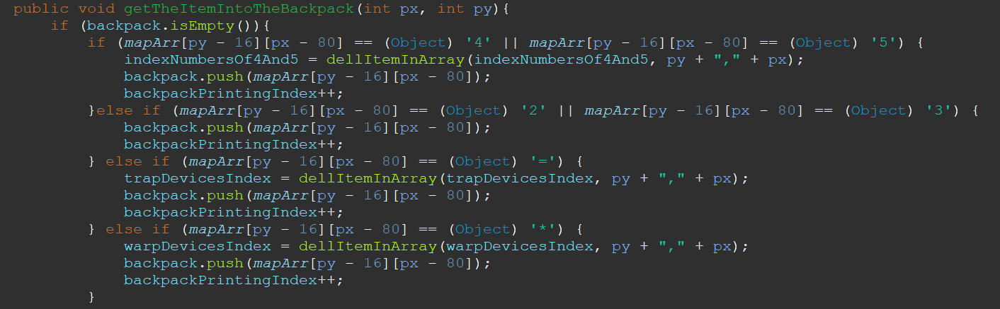 public void getTheItemIntoTheBackpack(int px, int py){
    if (backpack.isEmpty()){
        if (mapArr[py - 16][px - 80] == (Object) '4' || mapArr[py - 16][px - 80] == (Object) '5') {
            indexNumbersOf4And5 = dellItemInArray(indexNumbersOf4And5, py + "," + px);
            backpack.push(mapArr[py - 16][px - 80]);
            backpackPrintingIndex++;
        }else if (mapArr[py - 16][px - 80] == (Object) '2' || mapArr[py - 16][px - 80] == (Object) '3') {
            backpack.push(mapArr[py - 16][px - 80]);
            backpackPrintingIndex++;
        } else if (mapArr[py - 16][px - 80] == (Object) '=') {
            trapDevicesIndex = dellItemInArray(trapDevicesIndex, py + "," + px);
            backpack.push(mapArr[py - 16][px - 80]);
            backpackPrintingIndex++;
        } else if (mapArr[py - 16][px - 80] == (Object) '*') {
            warpDevicesIndex = dellItemInArray(warpDevicesIndex, py + "," + px);
            backpack.push(mapArr[py - 16][px - 80]);
            backpackPrintingIndex++;
        }